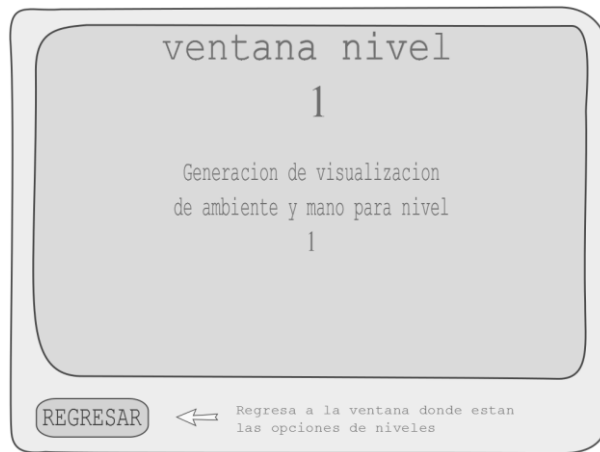 ventana nivel
1
Generacion de visualizacion
de ambiente y mano para nivel
1
REGRESAR
Regresa a la ventana donde estan
las opciones de niveles